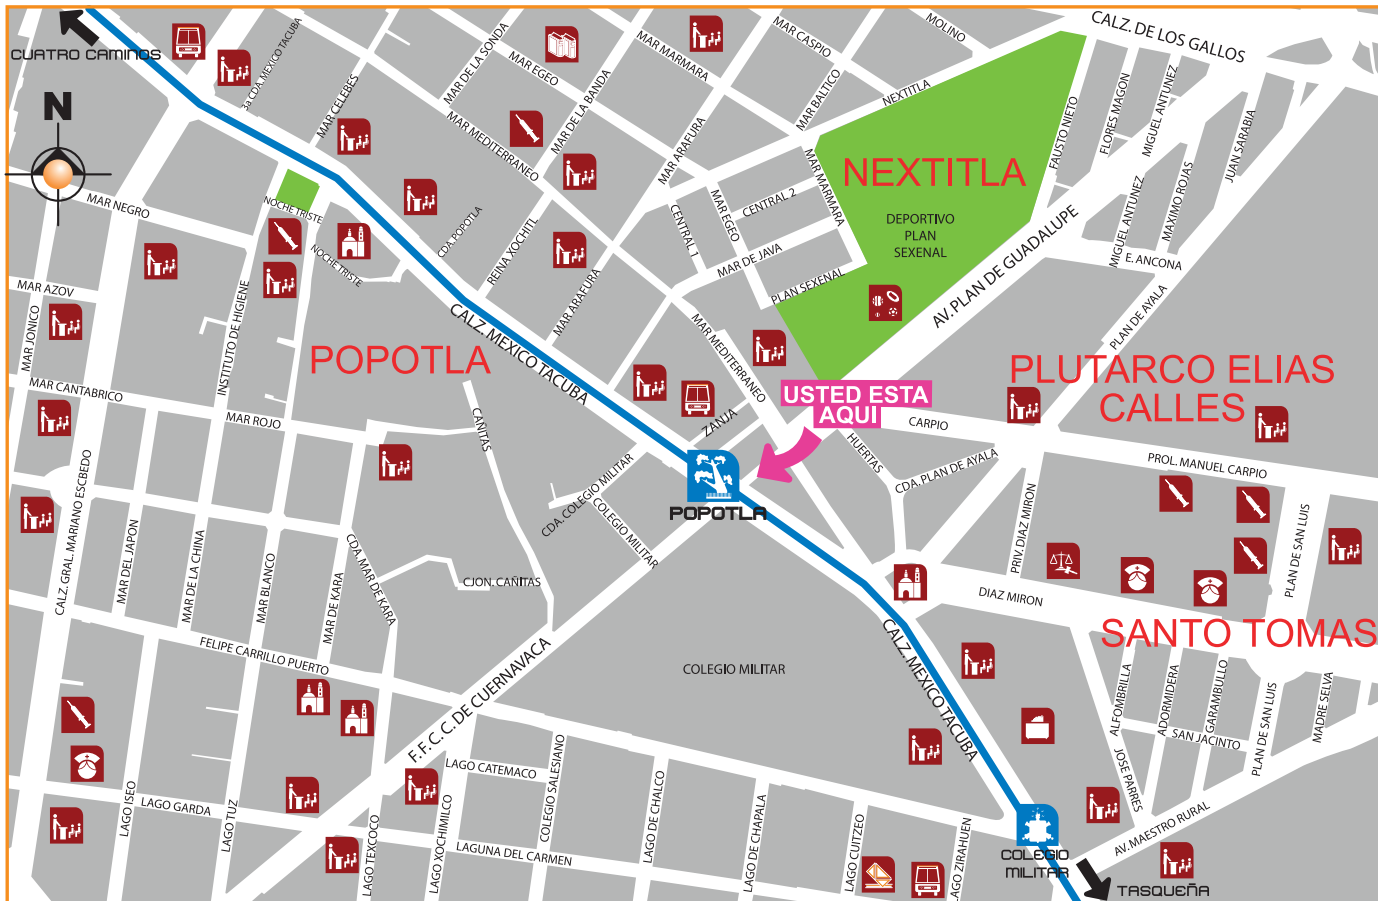 CUATRO CAMINOS
N
3a CDA. MEXICO TACUBA
MAR CELEBES
MAR DE LA SONDA
MAR EGEO
MAR DE LA BANDA
MAR MARMARA
MAR CASPIO
MOLINO
CALZ. DE LOS GALLOS
MAR BALTICO
NEXTITLA
MAR MEDITERRANEO
MAR ARAFURA
FAUSTO NIETO
FLORES MAGON
MIGUEL ANTUNEZ
JUAN SARABIA
NEXTITLA
MAR MARMARA
CENTRAL 2
MAR EGEO
CENTRAL 1
MAR DE JAVA
PLAN SEXENAL
DEPORTIVO
PLAN
SEXENAL
AV. PLAN DE GUADALUPE
MIGUEL ANTUNEZ
MAXIMO ROJAS
E. ANCONA
PLAN DE AYALA
MAR NEGRO
NOCHE TRISTE
NOCHE TRISTE
CDA. POPOTLA
REINA XOCHITL
MAR ARAFURA
MAR AZOV
MAR JONICO
INSTITUTO DE HIGIENE
CALZ. MEXICO TACUBA
POPOTLA
MAR MEDITERRANEO
MAR CANTABRICO
MAR ROJO
CAÑITAS
ZANJA
USTED ESTA
AQUI
PLUTARCO ELIAS
CALLES
CARPIO
HUERTAS
CDA. PLAN DE AYALA
PROL. MANUEL CARPIO
CDA. COLEGIO MILITAR
COLEGIO MILITAR
POPOTLA
CALZ. GRAL. MARIANO ESCBEDO
MAR DEL JAPON
MAR DE LA CHINA
MAR BLANCO
MAR DE KARA
CDA. MAR DE KARA
CJON. CAÑITAS
PRIV. DIAZ MIRON
PLAN DE SAN LUIS
DIAZ MIRON
SANTO TOMAS
FELIPE CARRILLO PUERTO
F.F.C.C. DE CUERNAVACA
COLEGIO MILITAR
CALZ. MEXICO TACUBA
ALFOMBRILLA
ADORMIDERA
GARAMBULLO
SAN JACINTO
PLAN DE SAN LUIS
MADRE SELVA
JOSE PARRES
AV. MAESTRO RURAL
LAGO ISEO
LAGO GARDA
LAGO TUZ
LAGO TEXCOCO
LAGO XOCHIMILCO
LAGO CATEMACO
COLEGIO SALESIANO
LAGUNA DEL CARMEN
LAGO DE CHALCO
LAGO DE CHAPALA
LAGO CUITZEO
LAGO ZIRAHUEN
COLEGIO
MILITAR
TASQUEÑA